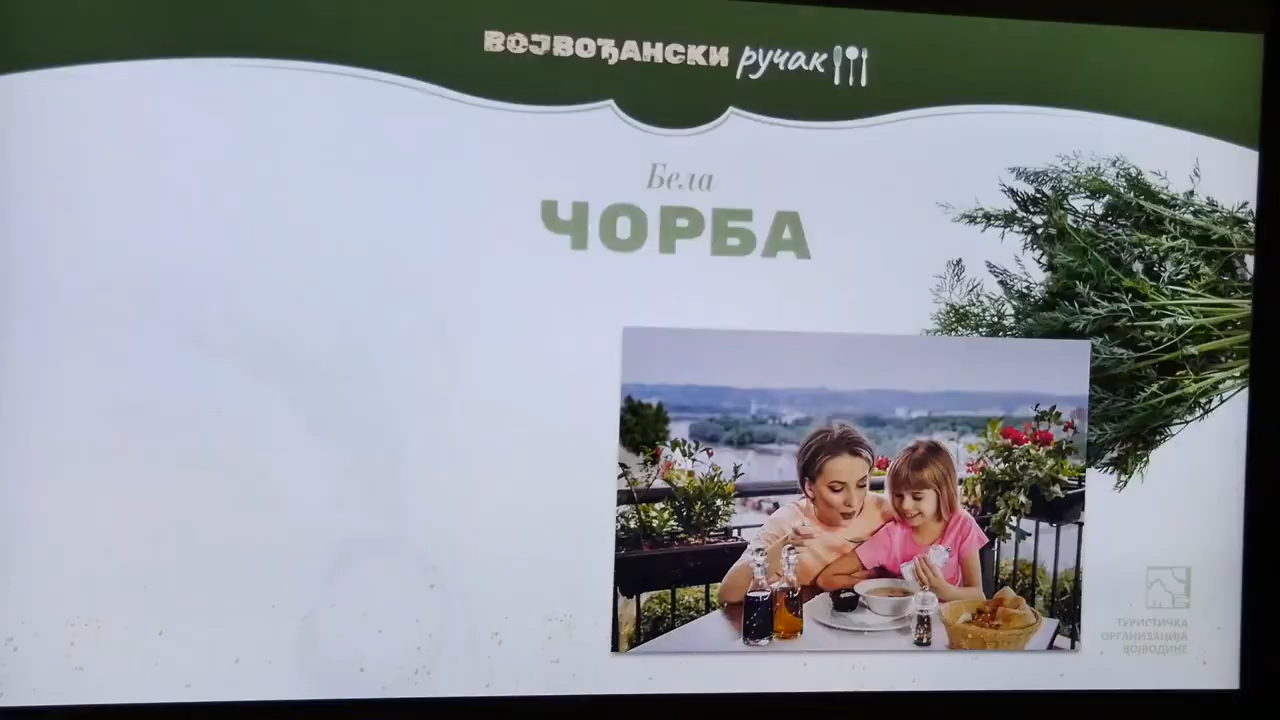 ВОЈВОЂАНСКИ ручак
Бела
ЧОРБА
ТУРИСТИЧКА
ОРГАНИЗАЦИЈА
ВОЈВОДИНЕ